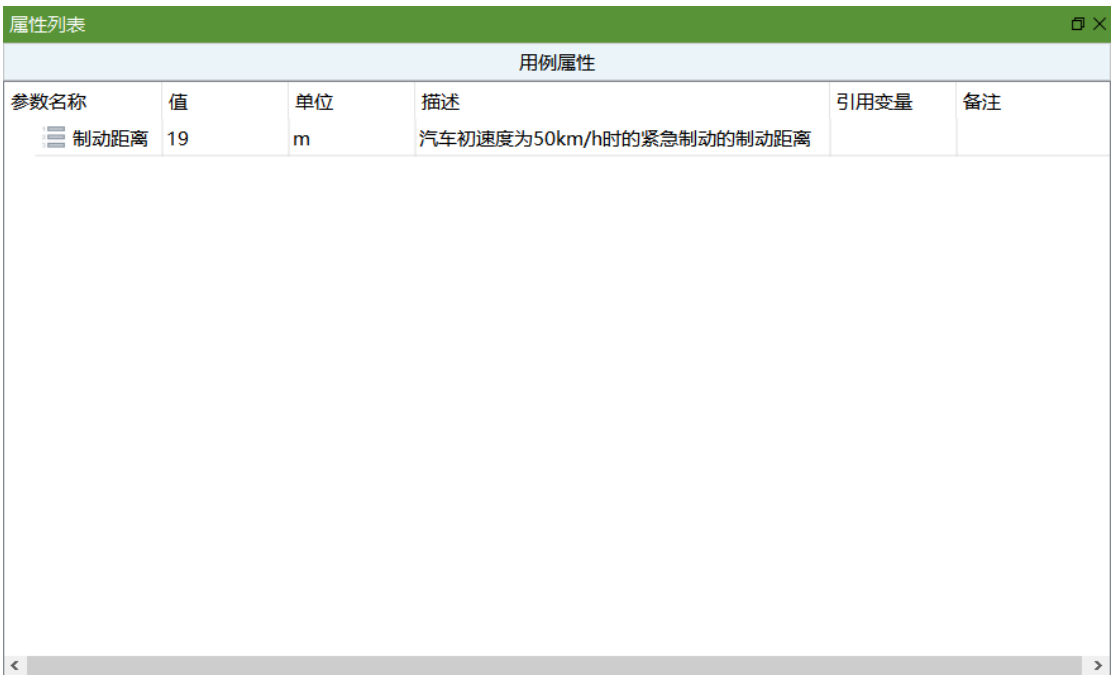 属性列表
用例属性
参数名称 值 单位 描述 引用变量 备注
制动距离 19 m 汽车初速度为50km/h时的紧急制动的制动距离